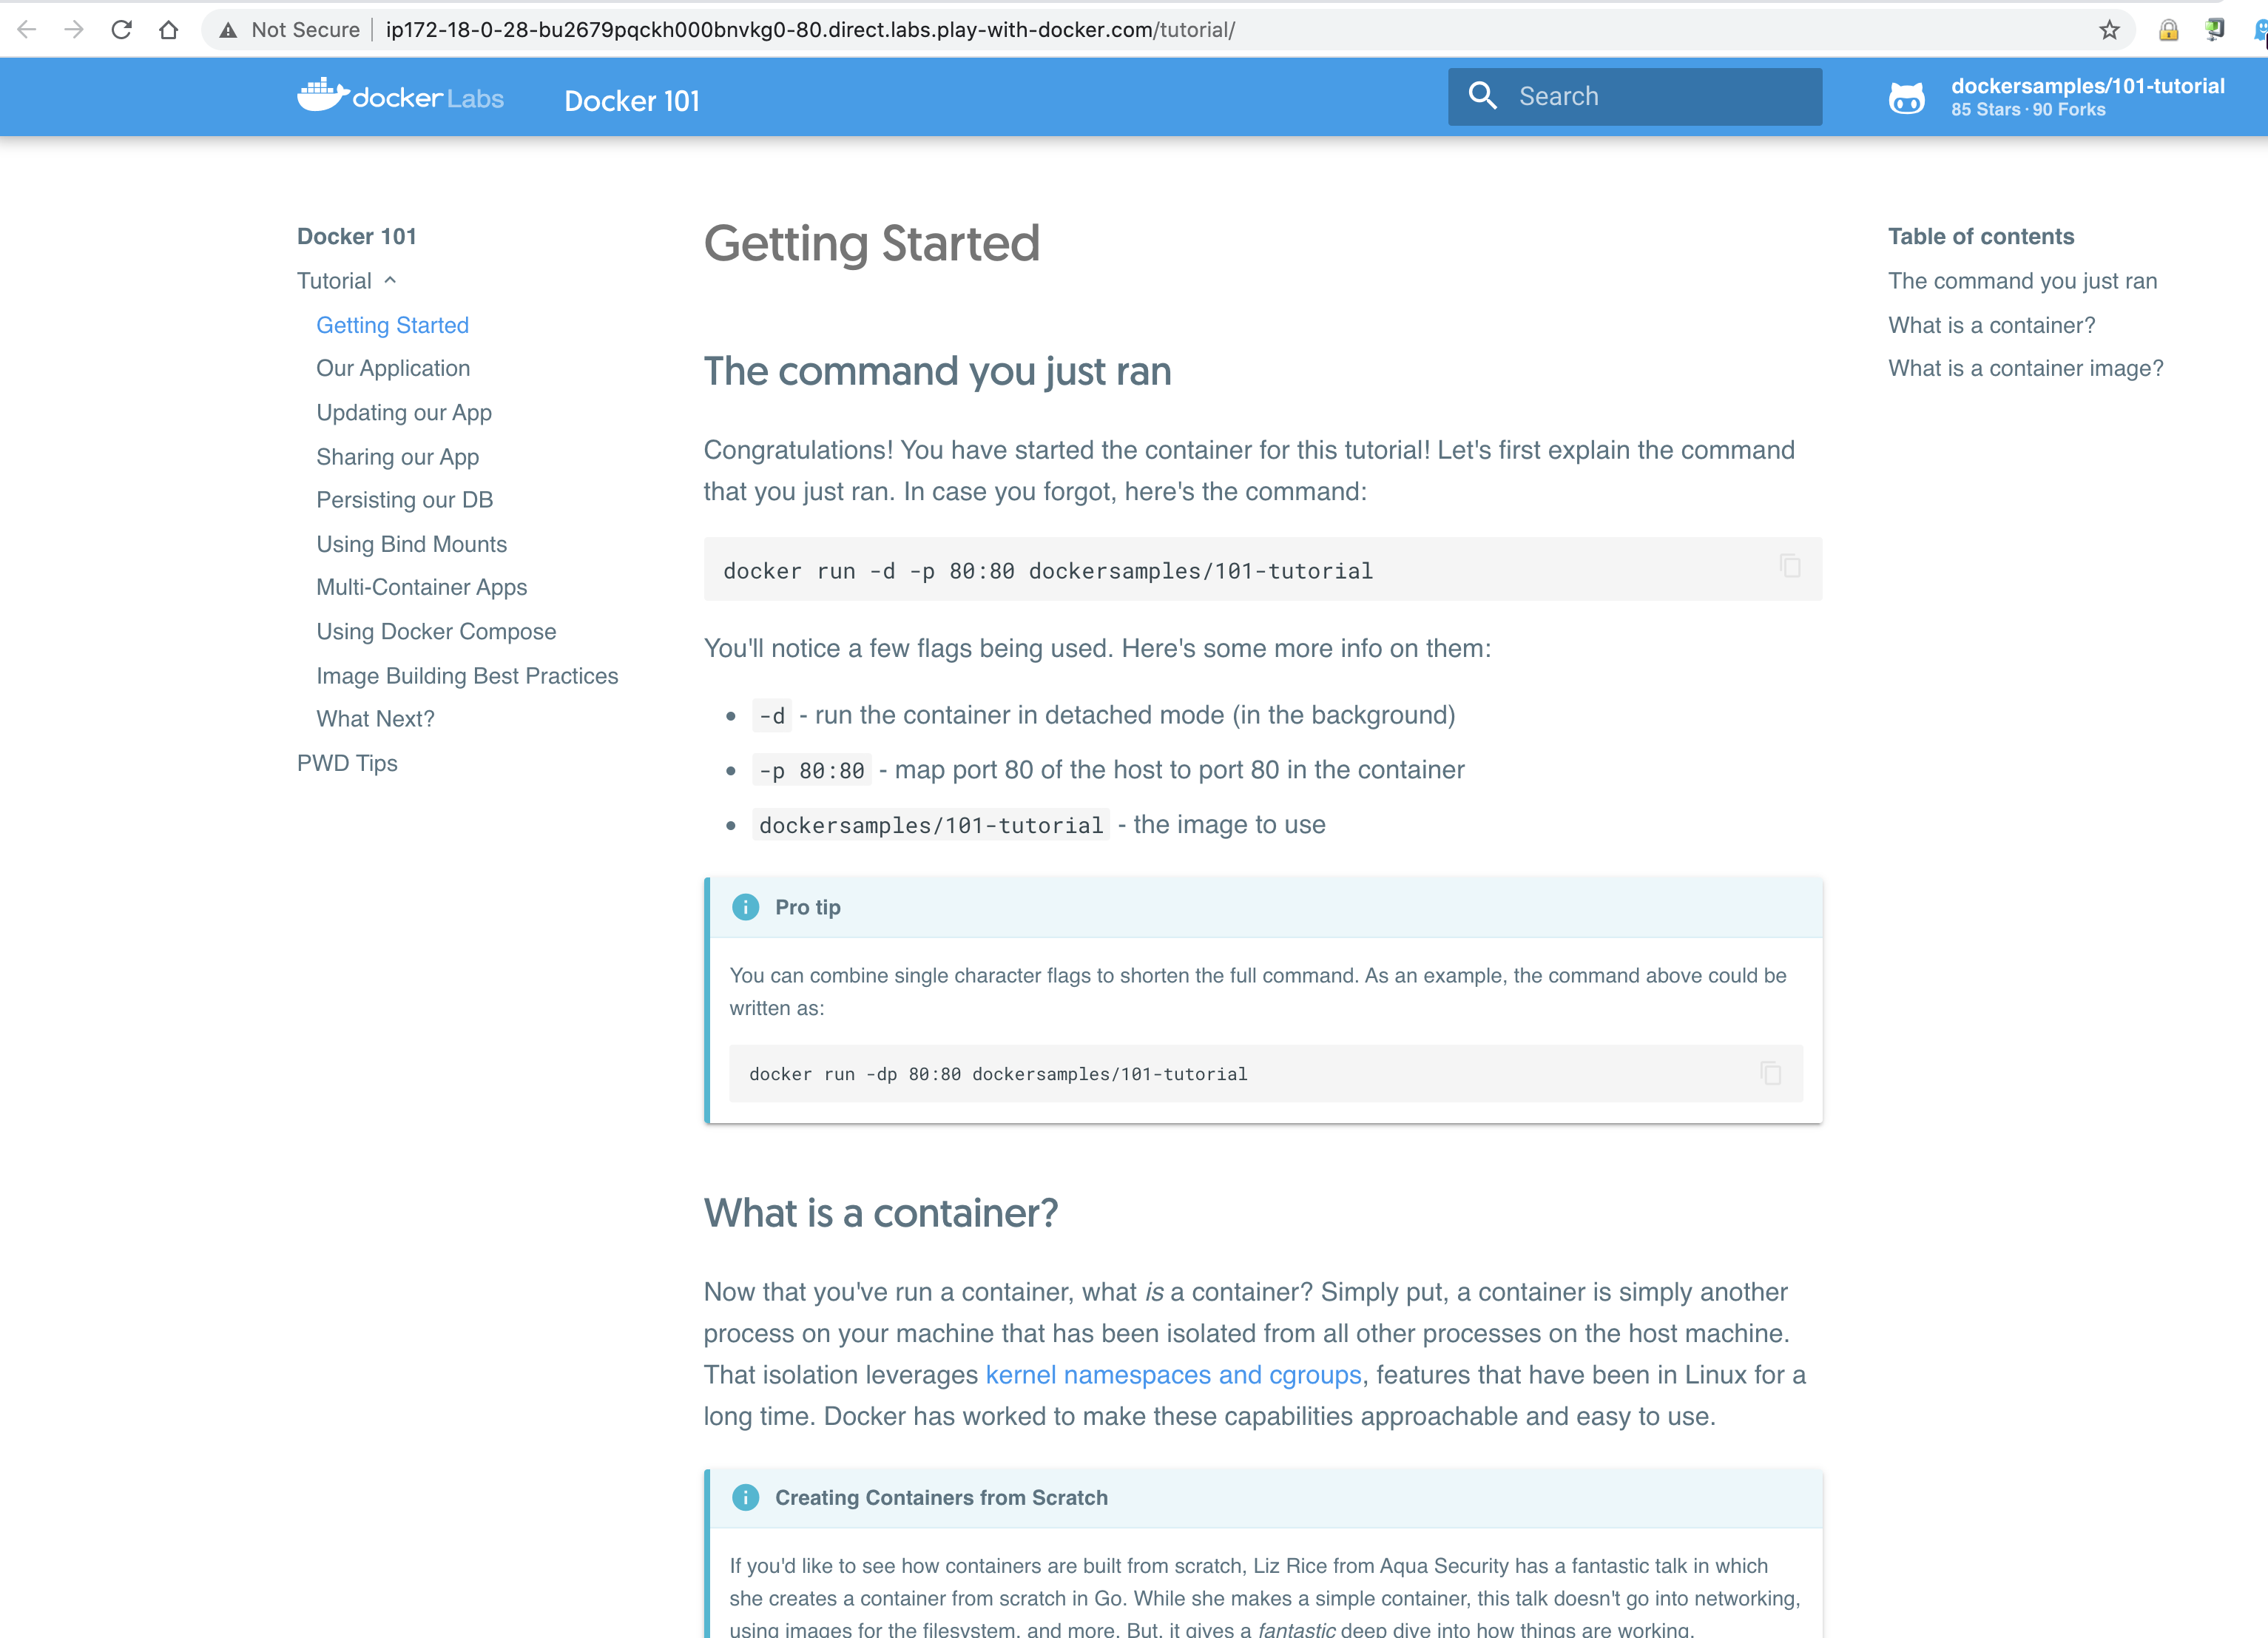 Not Secure | ip172-18-0-28-bu2679pqckh000bnvkg0-80.direct.labs.play-with-docker.com/tutorial/
docker Labs
Docker 101
Search
dockersamples/101-tutorial
85 Stars · 90 Forks
Docker 101
Tutorial
Getting Started
Our Application
Updating our App
Sharing our App
Persisting our DB
Using Bind Mounts
Multi-Container Apps
Using Docker Compose
Image Building Best Practices
What Next?
PWD Tips
Getting Started
The command you just ran
Congratulations! You have started the container for this tutorial! Let's first explain the command
that you just ran. In case you forgot, here's the command:
docker run -d -p 80:80 dockersamples/101-tutorial
You'll notice a few flags being used. Here's some more info on them:
• -d - run the container in detached mode (in the background)
• -p 80:80 - map port 80 of the host to port 80 in the container
• dockersamples/101-tutorial - the image to use
Pro tip
You can combine single character flags to shorten the full command. As an example, the command above could be
written as:
docker run -dp 80:80 dockersamples/101-tutorial
What is a container?
Now that you've run a container, what is a container? Simply put, a container is simply another
process on your machine that has been isolated from all other processes on the host machine.
That isolation leverages kernel namespaces and cgroups, features that have been in Linux for a
long time. Docker has worked to make these capabilities approachable and easy to use.
Creating Containers from Scratch
If you'd like to see how containers are built from scratch, Liz Rice from Aqua Security has a fantastic talk in which
she creates a container from scratch in Go. While she makes a simple container, this talk doesn't go into networking,
using images for the filesystem, and more. But, it gives a fantastic deep dive into how things are working.
Table of contents
The command you just ran
What is a container?
What is a container image?